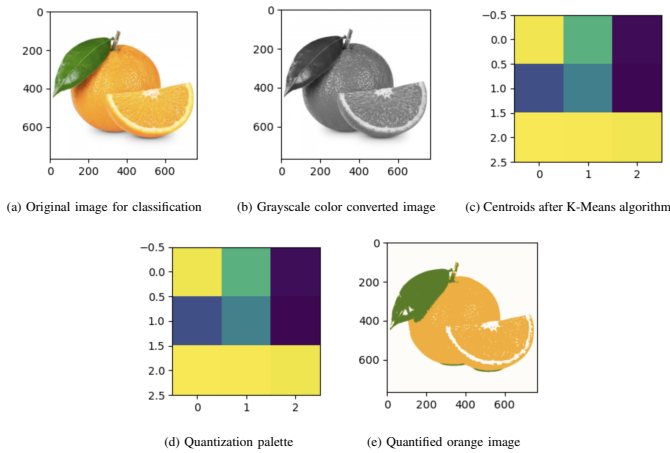 0
200
400
600
0 200 400 600
(a) Original image for classification
0
200
400
600
0 200 400 600
(b) Grayscale color converted image
−0.5
0.0
0.5
1.0
1.5
2.0
2.5
0 1 2
(c) Centroids after K-Means algorithm
−0.5
0.0
0.5
1.0
1.5
2.0
2.5
0 1 2
(d) Quantization palette
0
200
400
600
0 200 400 600
(e) Quantified orange image